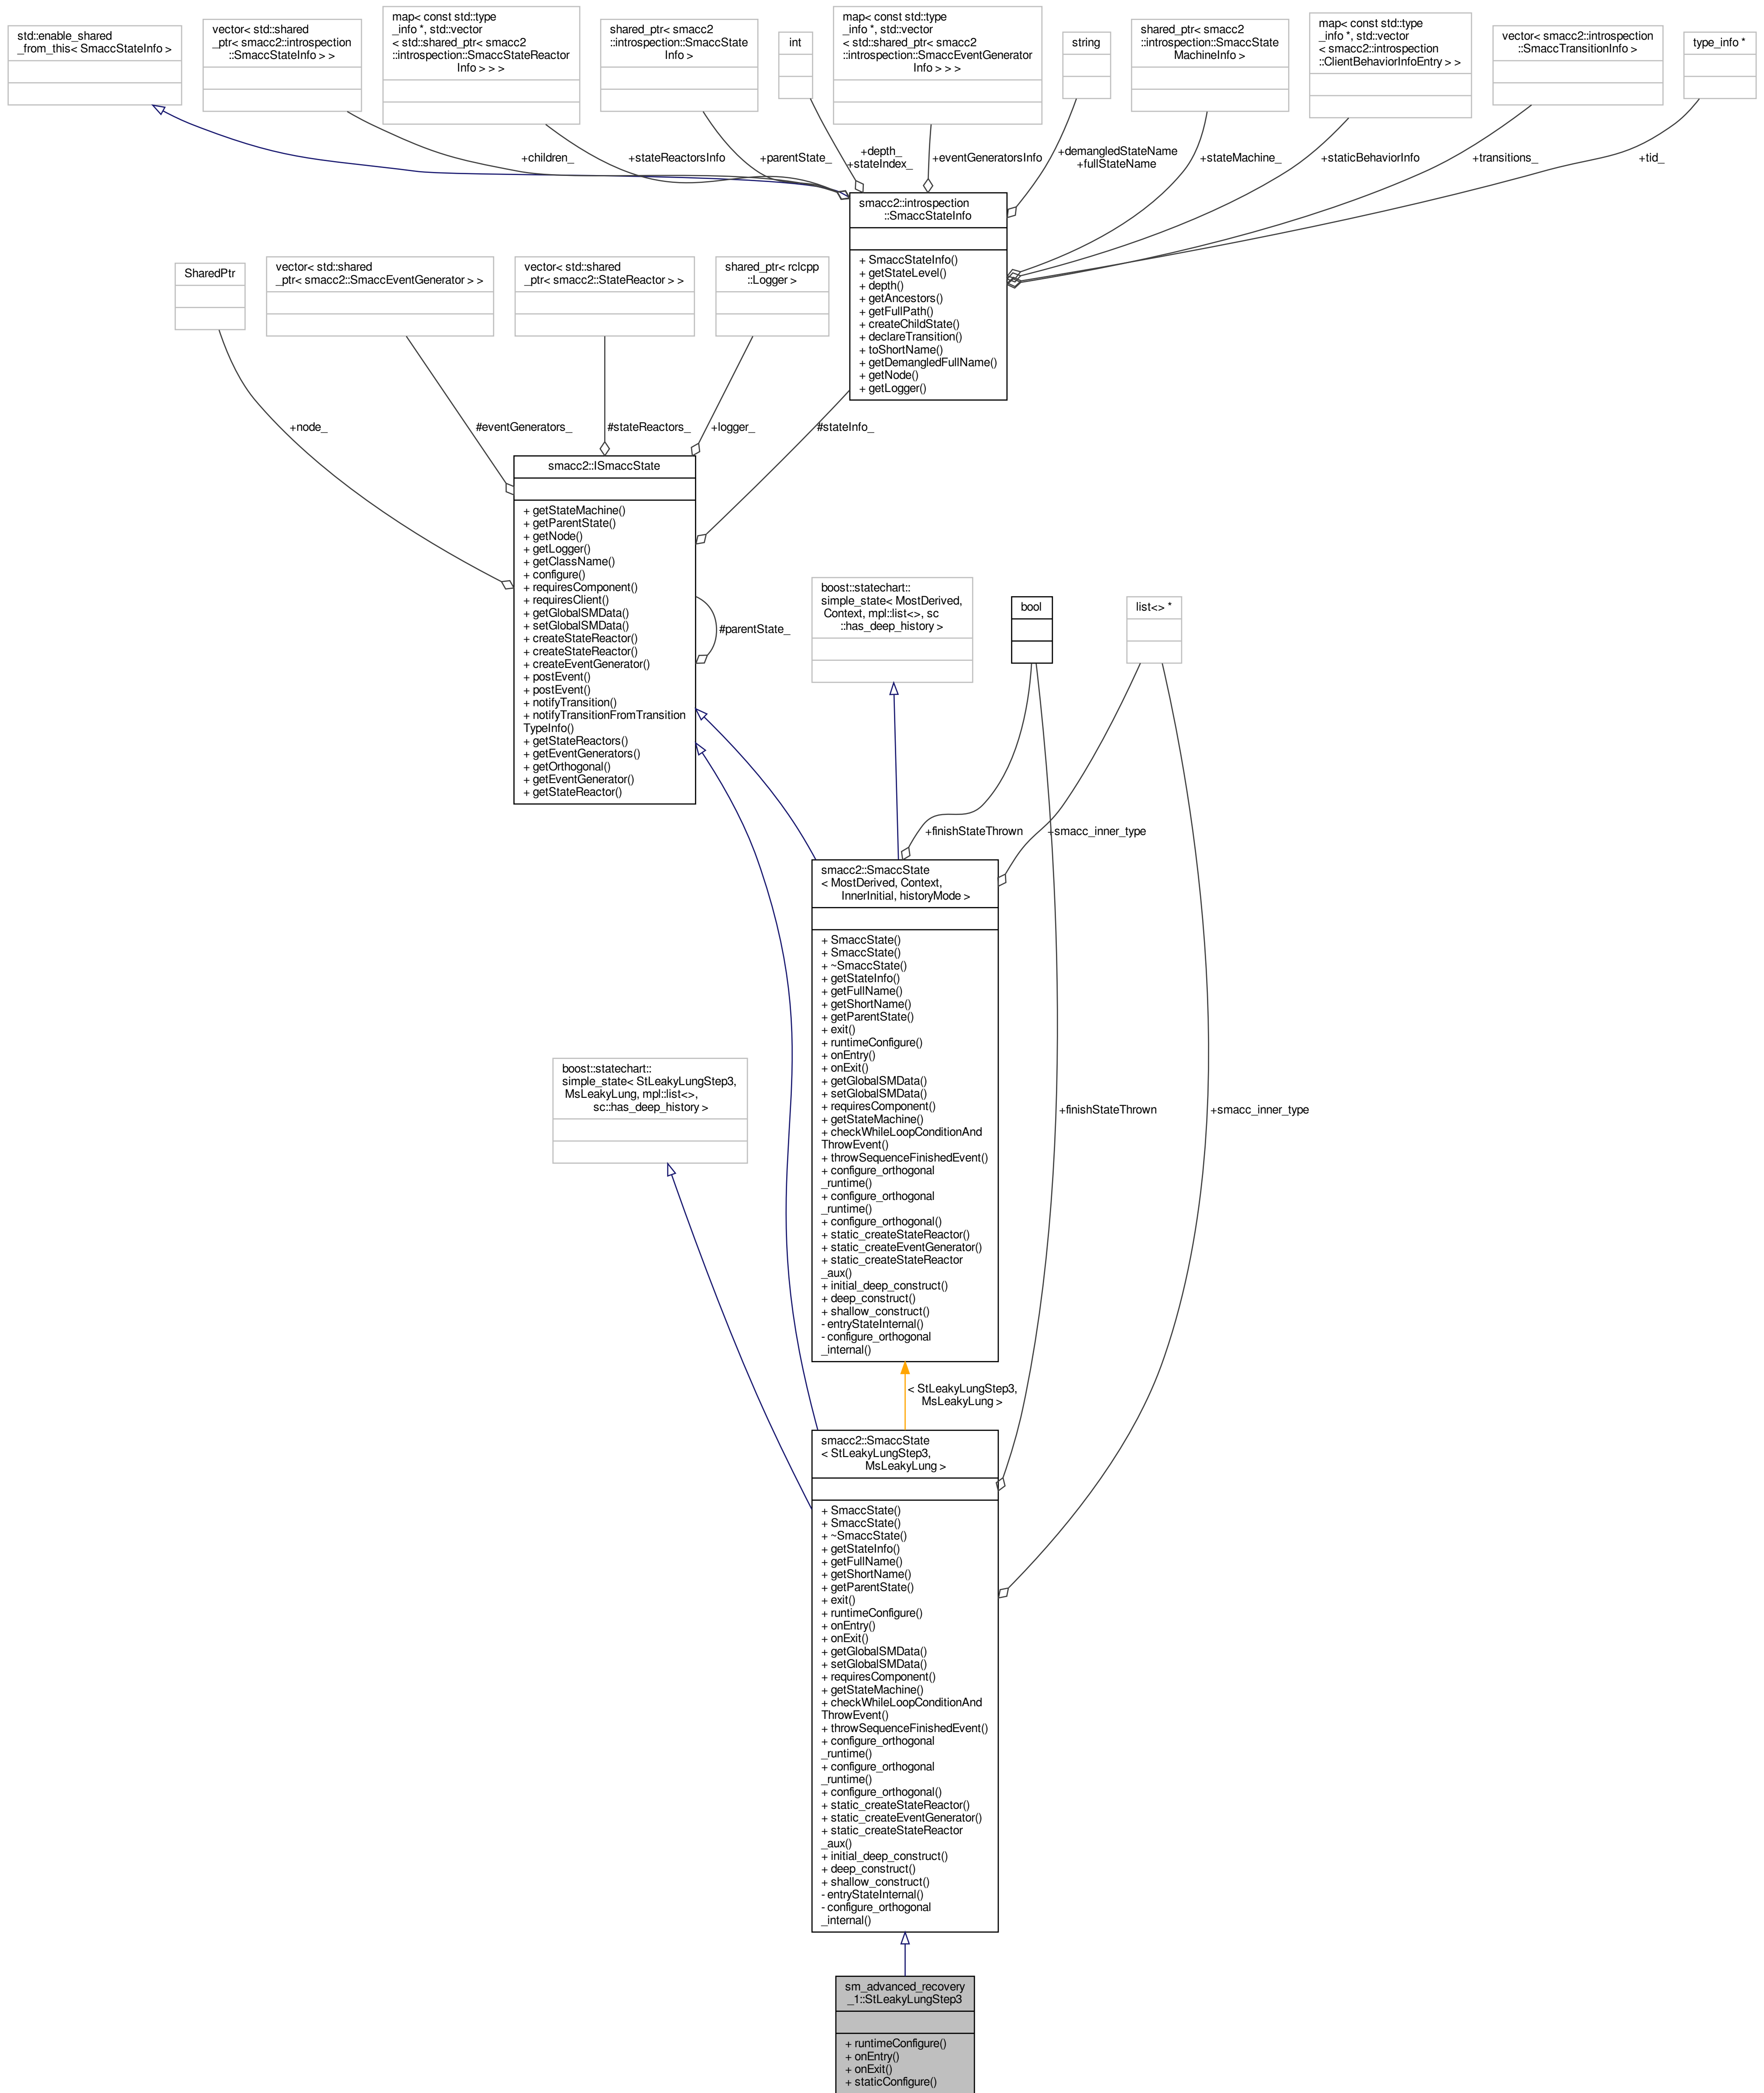 std::enable_shared
_from_this< SmaccStateInfo >
vector< std::shared
_ptr< smacc2::introspection
::SmaccStateInfo > >
map< const std::type
_info *, std::vector
< std::shared_ptr< smacc2
::introspection::SmaccStateReactor
Info > > >
shared_ptr< smacc2
::introspection::SmaccState
Info >
int
map< const std::type
_info *, std::vector
< std::shared_ptr< smacc2
::introspection::SmaccEventGenerator
Info > > >
string
shared_ptr< smacc2
::introspection::SmaccState
MachineInfo >
map< const std::type
_info *, std::vector
< smacc2::introspection
::ClientBehaviorInfoEntry > >
vector< smacc2::introspection
::SmaccTransitionInfo >
type_info *
+children_
+stateReactorsInfo
+parentState_
+depth_
+stateIndex_
+eventGeneratorsInfo
+demangledStateName
+fullStateName
+stateMachine_
+staticBehaviorInfo
+transitions_
+tid_
smacc2::introspection
::SmaccStateInfo
+ SmaccStateInfo()
+ getStateLevel()
+ depth()
+ getAncestors()
+ getFullPath()
+ createChildState()
+ declareTransition()
+ toShortName()
+ getDemangledFullName()
+ getNode()
+ getLogger()
SharedPtr
vector< std::shared
_ptr< smacc2::SmaccEventGenerator > >
vector< std::shared
_ptr< smacc2::StateReactor > >
shared_ptr< rclcpp
::Logger >
+node_
#eventGenerators_
#stateReactors_
+logger_
#stateInfo_
smacc2::ISmaccState
+ getStateMachine()
+ getParentState()
+ getNode()
+ getLogger()
+ getClassName()
+ configure()
+ requiresComponent()
+ requiresClient()
+ getGlobalSMData()
+ setGlobalSMData()
+ createStateReactor()
+ createStateReactor()
+ createEventGenerator()
+ postEvent()
+ postEvent()
+ notifyTransition()
+ notifyTransitionFromTransition
TypeInfo()
+ getStateReactors()
+ getEventGenerators()
+ getOrthogonal()
+ getEventGenerator()
+ getStateReactor()
#parentState_
boost::statechart::
simple_state< MostDerived,
Context, mpl::list<>, sc
::has_deep_history >
bool
list<> *
+finishStateThrown
+smacc_inner_type
smacc2::SmaccState
< MostDerived, Context,
InnerInitial, historyMode >
+ SmaccState()
+ SmaccState()
+ ~SmaccState()
+ getStateInfo()
+ getFullName()
+ getShortName()
+ getParentState()
+ exit()
+ runtimeConfigure()
+ onEntry()
+ onExit()
+ getGlobalSMData()
+ setGlobalSMData()
+ requiresComponent()
+ getStateMachine()
+ checkWhileLoopConditionAnd
ThrowEvent()
+ throwSequenceFinishedEvent()
+ configure_orthogonal
_runtime()
+ configure_orthogonal
_runtime()
+ configure_orthogonal()
+ static_createStateReactor()
+ static_createEventGenerator()
+ static_createStateReactor
_aux()
+ initial_deep_construct()
+ deep_construct()
+ shallow_construct()
- entryStateInternal()
- configure_orthogonal
_internal()
boost::statechart::
simple_state< StLeakyLungStep3,
MsLeakyLung, mpl::list<>,
sc::has_deep_history >
+finishStateThrown
+smacc_inner_type
< StLeakyLungStep3,
MsLeakyLung >
smacc2::SmaccState
< StLeakyLungStep3,
MsLeakyLung >
+ SmaccState()
+ SmaccState()
+ ~SmaccState()
+ getStateInfo()
+ getFullName()
+ getShortName()
+ getParentState()
+ exit()
+ runtimeConfigure()
+ onEntry()
+ onExit()
+ getGlobalSMData()
+ setGlobalSMData()
+ requiresComponent()
+ getStateMachine()
+ checkWhileLoopConditionAnd
ThrowEvent()
+ throwSequenceFinishedEvent()
+ configure_orthogonal
_runtime()
+ configure_orthogonal
_runtime()
+ configure_orthogonal()
+ static_createStateReactor()
+ static_createEventGenerator()
+ static_createStateReactor
_aux()
+ initial_deep_construct()
+ deep_construct()
+ shallow_construct()
- entryStateInternal()
- configure_orthogonal
_internal()
sm_advanced_recovery
_1::StLeakyLungStep3
+ runtimeConfigure()
+ onEntry()
+ onExit()
+ staticConfigure()